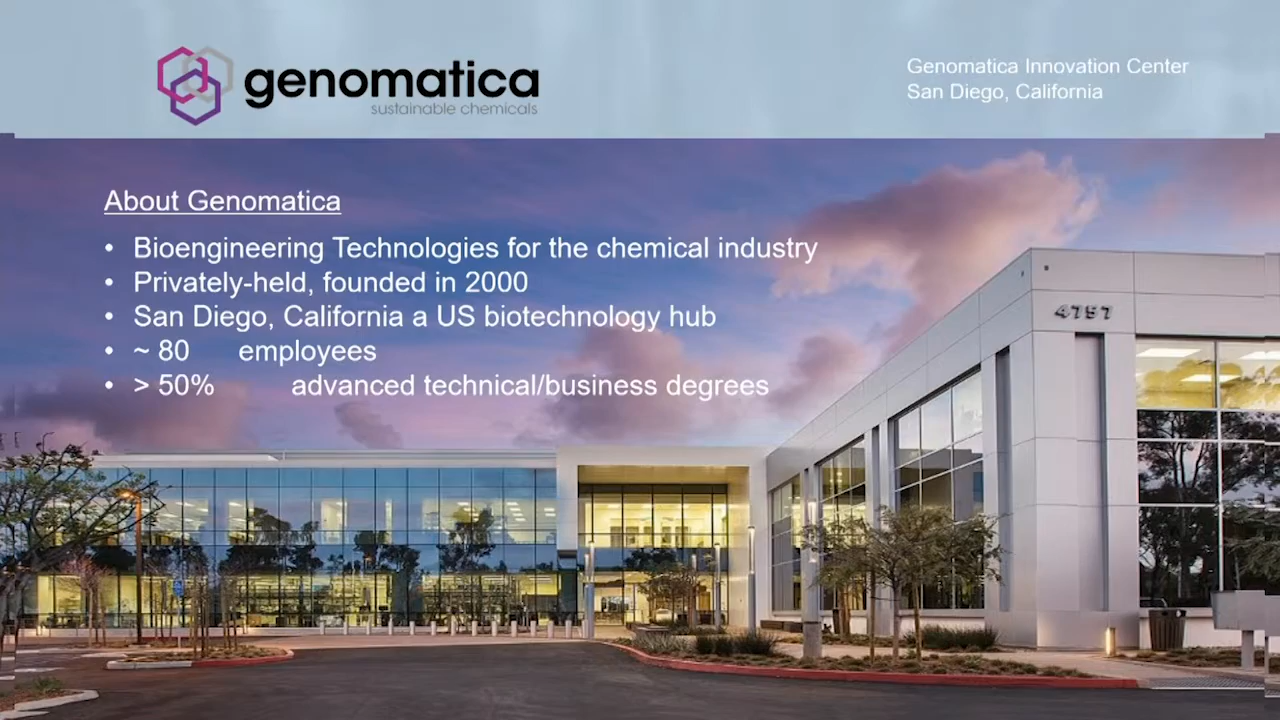 genomatica
sustainable chemicals
Genomatica Innovation Center
San Diego, California
About Genomatica
• Bioengineering Technologies for the chemical industry
• Privately-held, founded in 2000
• San Diego, California a US biotechnology hub
• ~ 80 employees
• > 50% advanced technical/business degrees
4757